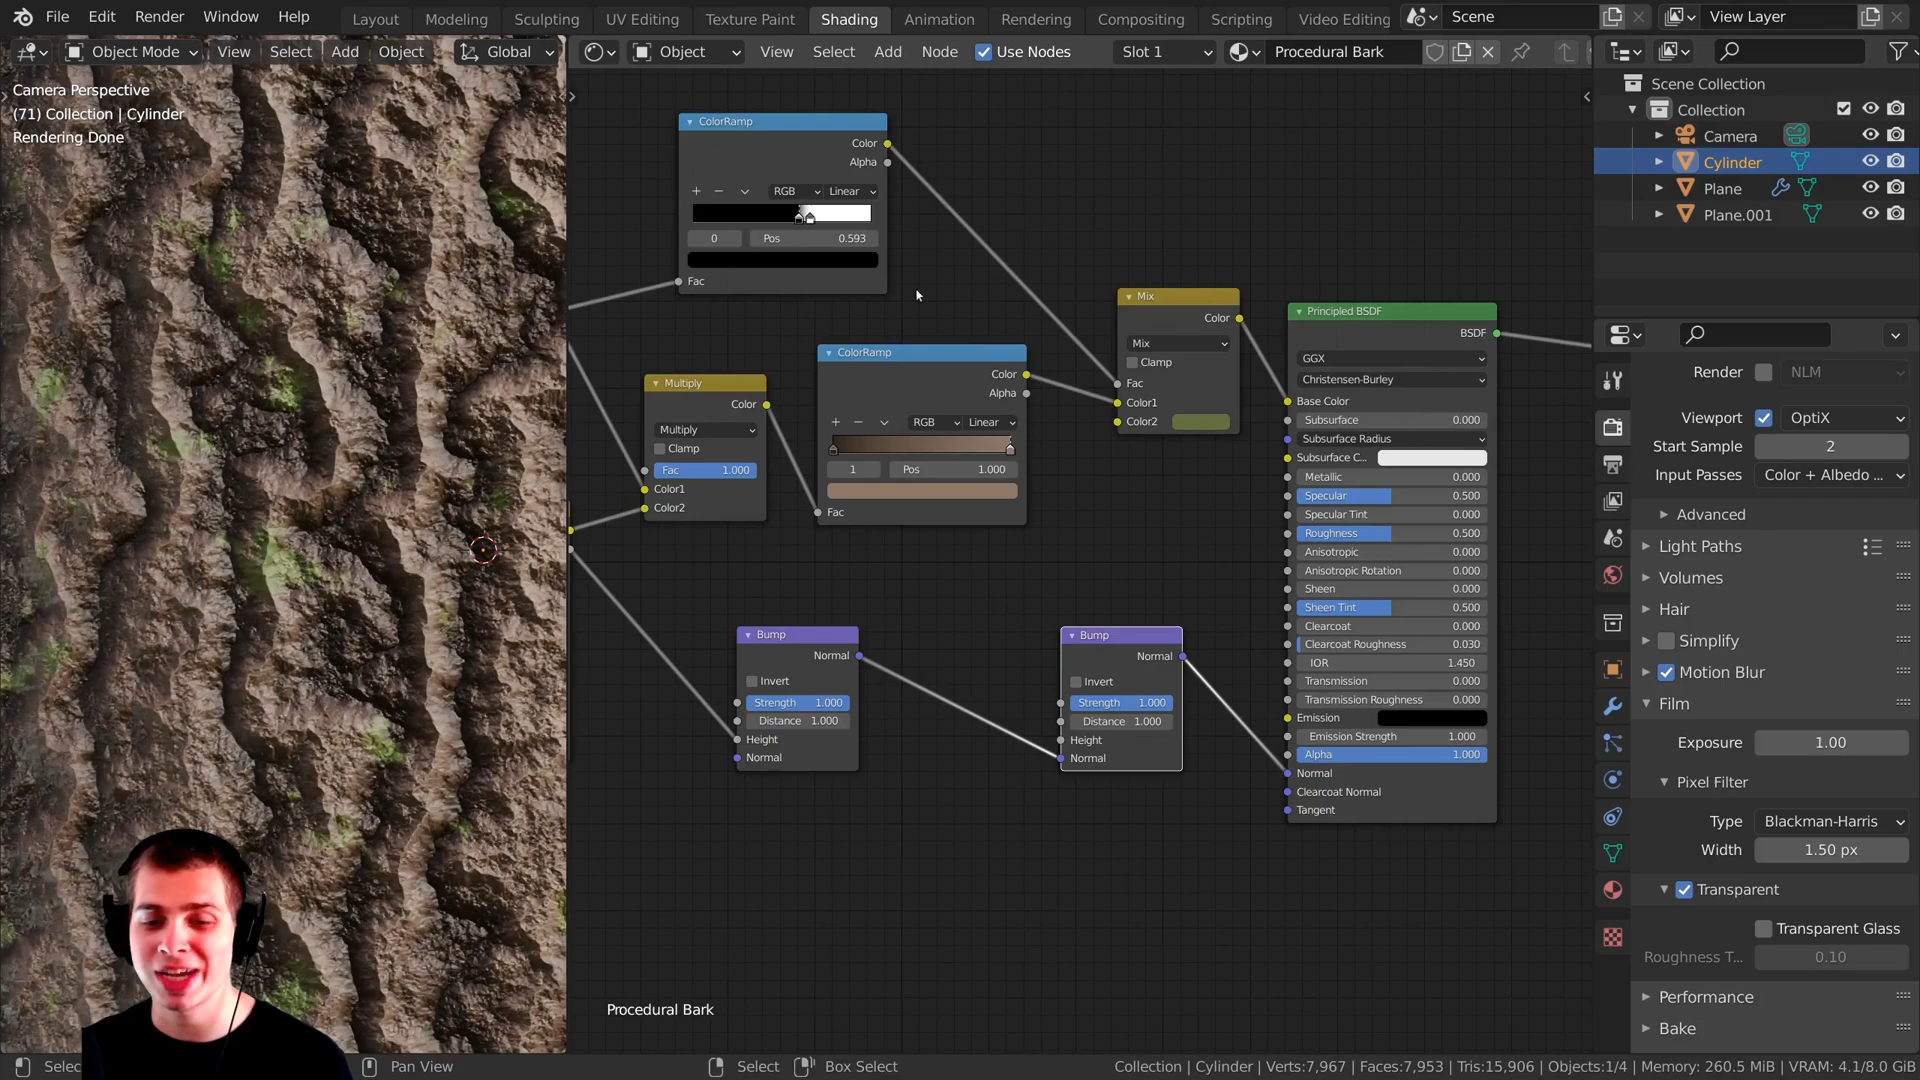 File Edit Render Window Help Layout Modeling Sculpting UV Editing Texture Paint Shading Animation Rendering Compositing Scripting Video Editing Scene View Layer
Object Mode View Select Add Object Global Object View Select Add Node Use Nodes Slot 1 Procedural Bark
Camera Perspective
(71) Collection | Cylinder
Rendering Done
ColorRamp
Color
Alpha
RGB Linear
0 Pos 0.593
Fac
Multiply
Color
Multiply
Clamp
Fac 1.000
Color1
Color2
ColorRamp
Color
Alpha
RGB Linear
1 Pos 1.000
Fac
Mix
Color
Mix
Clamp
Fac
Color1
Color2
Bump
Normal
Invert
Strength 1.000
Distance 1.000
Height
Normal
Bump
Normal
Invert
Strength 1.000
Distance 1.000
Height
Normal
Principled BSDF
BSDF
GGX
Christensen-Burley
Base Color
Subsurface 0.000
Subsurface Radius
Subsurface C...
Metallic 0.000
Specular 0.500
Specular Tint 0.000
Roughness 0.500
Anisotropic 0.000
Anisotropic Rotation 0.000
Sheen 0.000
Sheen Tint 0.500
Clearcoat 0.000
Clearcoat Roughness 0.030
IOR 1.450
Transmission 0.000
Transmission Roughness 0.000
Emission
Emission Strength 1.000
Alpha 1.000
Normal
Clearcoat Normal
Tangent
Procedural Bark
Scene Collection
Collection
Camera
Cylinder
Plane
Plane.001
Render NLM
Viewport OptiX
Start Sample 2
Input Passes Color + Albedo ...
Advanced
Light Paths
Volumes
Hair
Simplify
Motion Blur
Film
Exposure 1.00
Pixel Filter
Type Blackman-Harris
Width 1.50 px
Transparent
Transparent Glass
Roughness T... 0.10
Performance
Bake
Selec Pan View Select Box Select Collection | Cylinder | Verts:7,967 | Faces:7,953 | Tris:15,906 | Objects:1/4 | Memory: 260.5 MiB | VRAM: 4.1/8.0 GiB